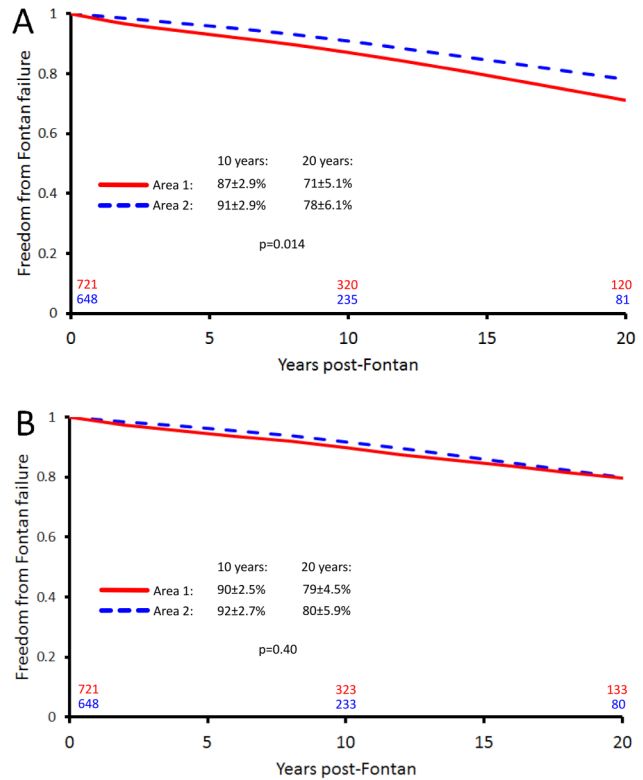 A
Freedom from Fontan failure
1
0.8
0.6
0.4
0.2
0
10 years: 20 years:
Area 1: 87±2.9% 71±5.1%
Area 2: 91±2.9% 78±6.1%
p=0.014
721 320 120
648 235 81
0 5 10 15 20
Years post-Fontan
B
Freedom from Fontan failure
1
0.8
0.6
0.4
0.2
0
10 years: 20 years:
Area 1: 90±2.5% 79±4.5%
Area 2: 92±2.7% 80±5.9%
p=0.40
721 323 133
648 233 80
0 5 10 15 20
Years post-Fontan